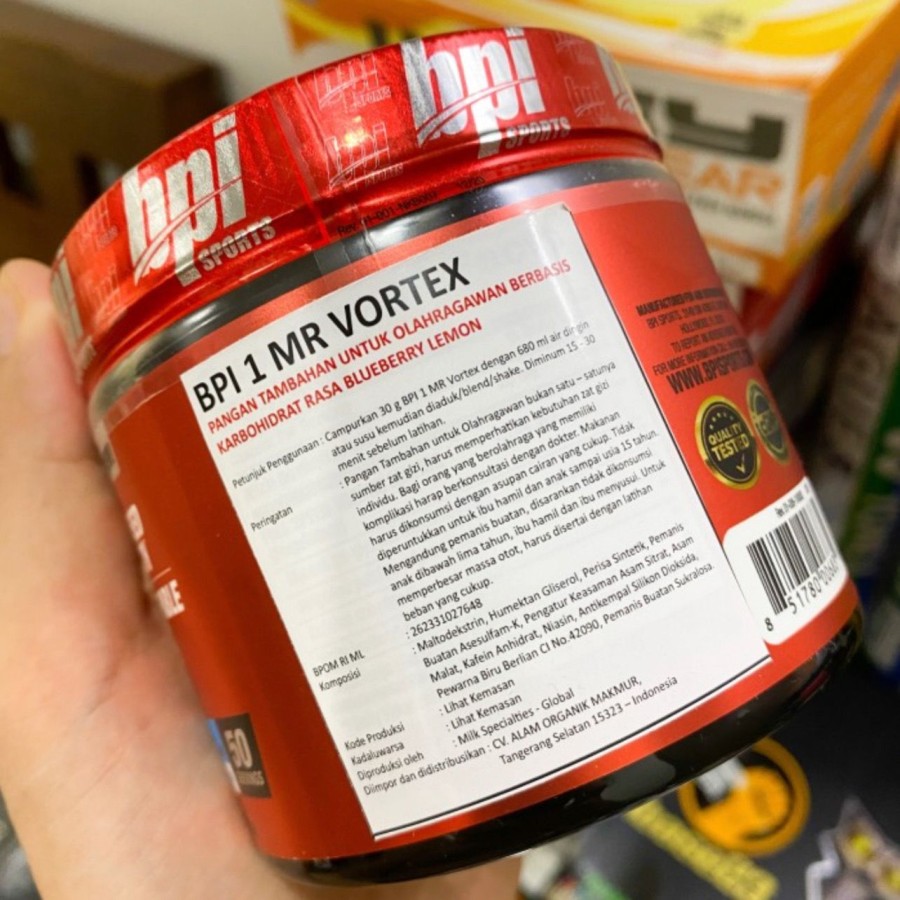 bpi
SPORTS
bpi
SPORTS
BPI 1 MR VORTEX
PANGAN TAMBAHAN UNTUK OLAHRAGAWAN BERBASIS
KARBOHIDRAT RASA BLUEBERRY LEMON
Petunjuk Penggunaan : Campurkan 30 g BPI 1 MR Vortex dengan 680 ml air dingin
atau susu kemudian diaduk/blend/shake. Diminum 15 - 30
menit sebelum latihan.
Peringatan : Pangan Tambahan untuk Olahragawan bukan satu – satunya
sumber zat gizi, harus memperhatikan kebutuhan zat gizi
individu. Bagi orang yang berolahraga yang memiliki
komplikasi harap berkonsultasi dengan dokter. Makanan
harus dikonsumsi dengan asupan cairan yang cukup. Tidak
diperuntukkan untuk ibu hamil dan anak sampai usia 15 tahun.
Mengandung pemanis buatan, disarankan tidak dikonsumsi
anak dibawah lima tahun, ibu hamil dan ibu menyusui. Untuk
memperbesar massa otot, harus disertai dengan latihan
beban yang cukup.
BPOM RI ML : 262331027648
Komposisi : Maltodekstrin, Humektan Gliserol, Perisa Sintetik, Pemanis
Buatan Asesulfam-K, Pengatur Keasaman Asam Sitrat, Asam
Malat, Kafein Anhidrat, Niasin, Antikempal Silikon Dioksida,
Pewarna Biru Berlian CI No.42090, Pemanis Buatan Sukralosa.
Kode Produksi : Lihat Kemasan
Kadaluwarsa : Lihat Kemasan
Diproduksi oleh : Milk Specialties - Global
Diimpor dan didistribusikan : CV. ALAM ORGANIK MAKMUR,
Tangerang Selatan 15323 – Indonesia
QUALITY
TESTED
50